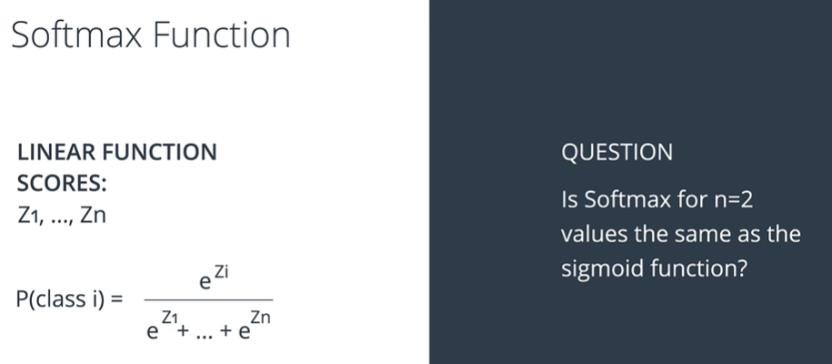 Softmax Function
LINEAR FUNCTION
SCORES:
Z1, ..., Zn
P(class i) = e^Zi / (e^Z1 + ... + e^Zn)
QUESTION
Is Softmax for n=2
values the same as the
sigmoid function?